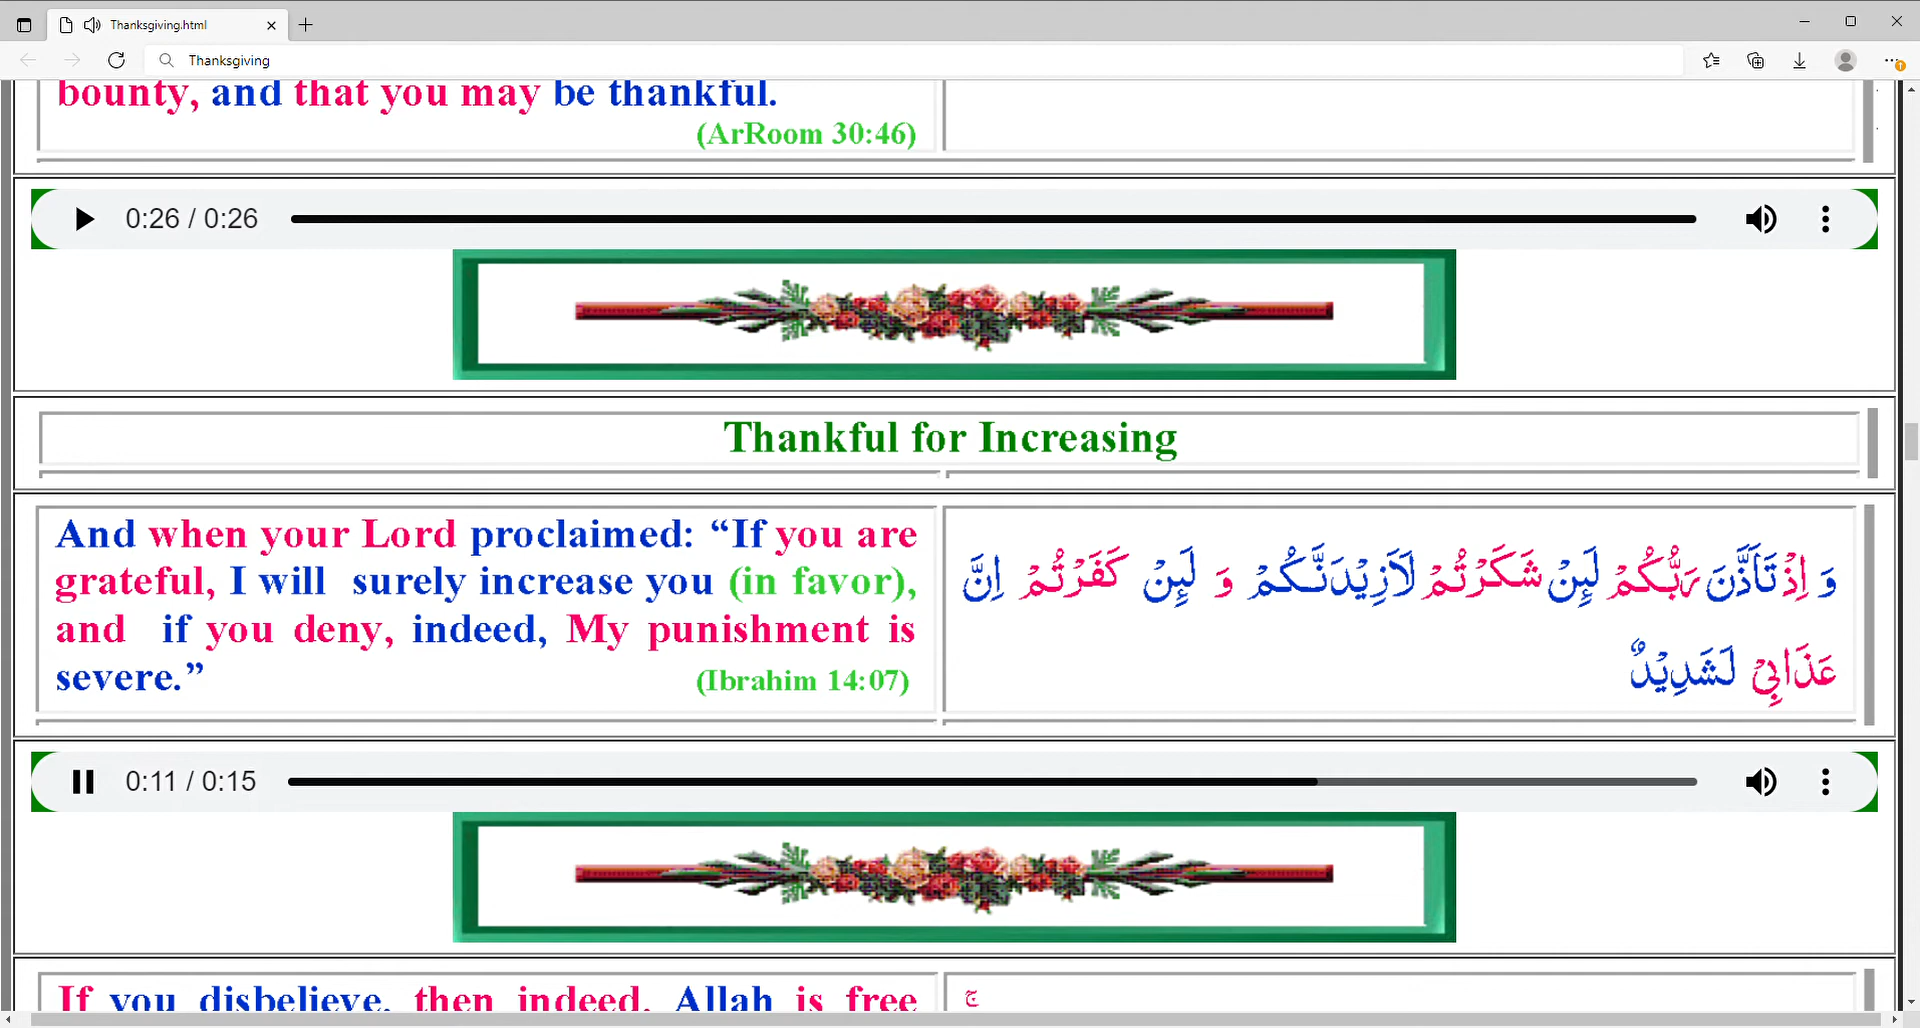 Thanksgiving.html
Thanksgiving
bounty, and that you may be thankful.
(ArRoom 30:46)
0:26 / 0:26
Thankful for Increasing
And when your Lord proclaimed: “If you are
grateful, I will surely increase you (in favor),
and if you deny, indeed, My punishment is
severe.” (Ibrahim 14:07)
وَ اِذْ تَاَذَّنَ رَبُّكُمْ لَىِٕنْ شَكَرْتُمْ لَاَزِيْدَنَّكُمْ وَ لَىِٕنْ كَفَرْتُمْ اِنَّ
عَذَابِيْ لَشَدِيْدٌ
0:11 / 0:15
If you disbelieve, then indeed, Allah is free